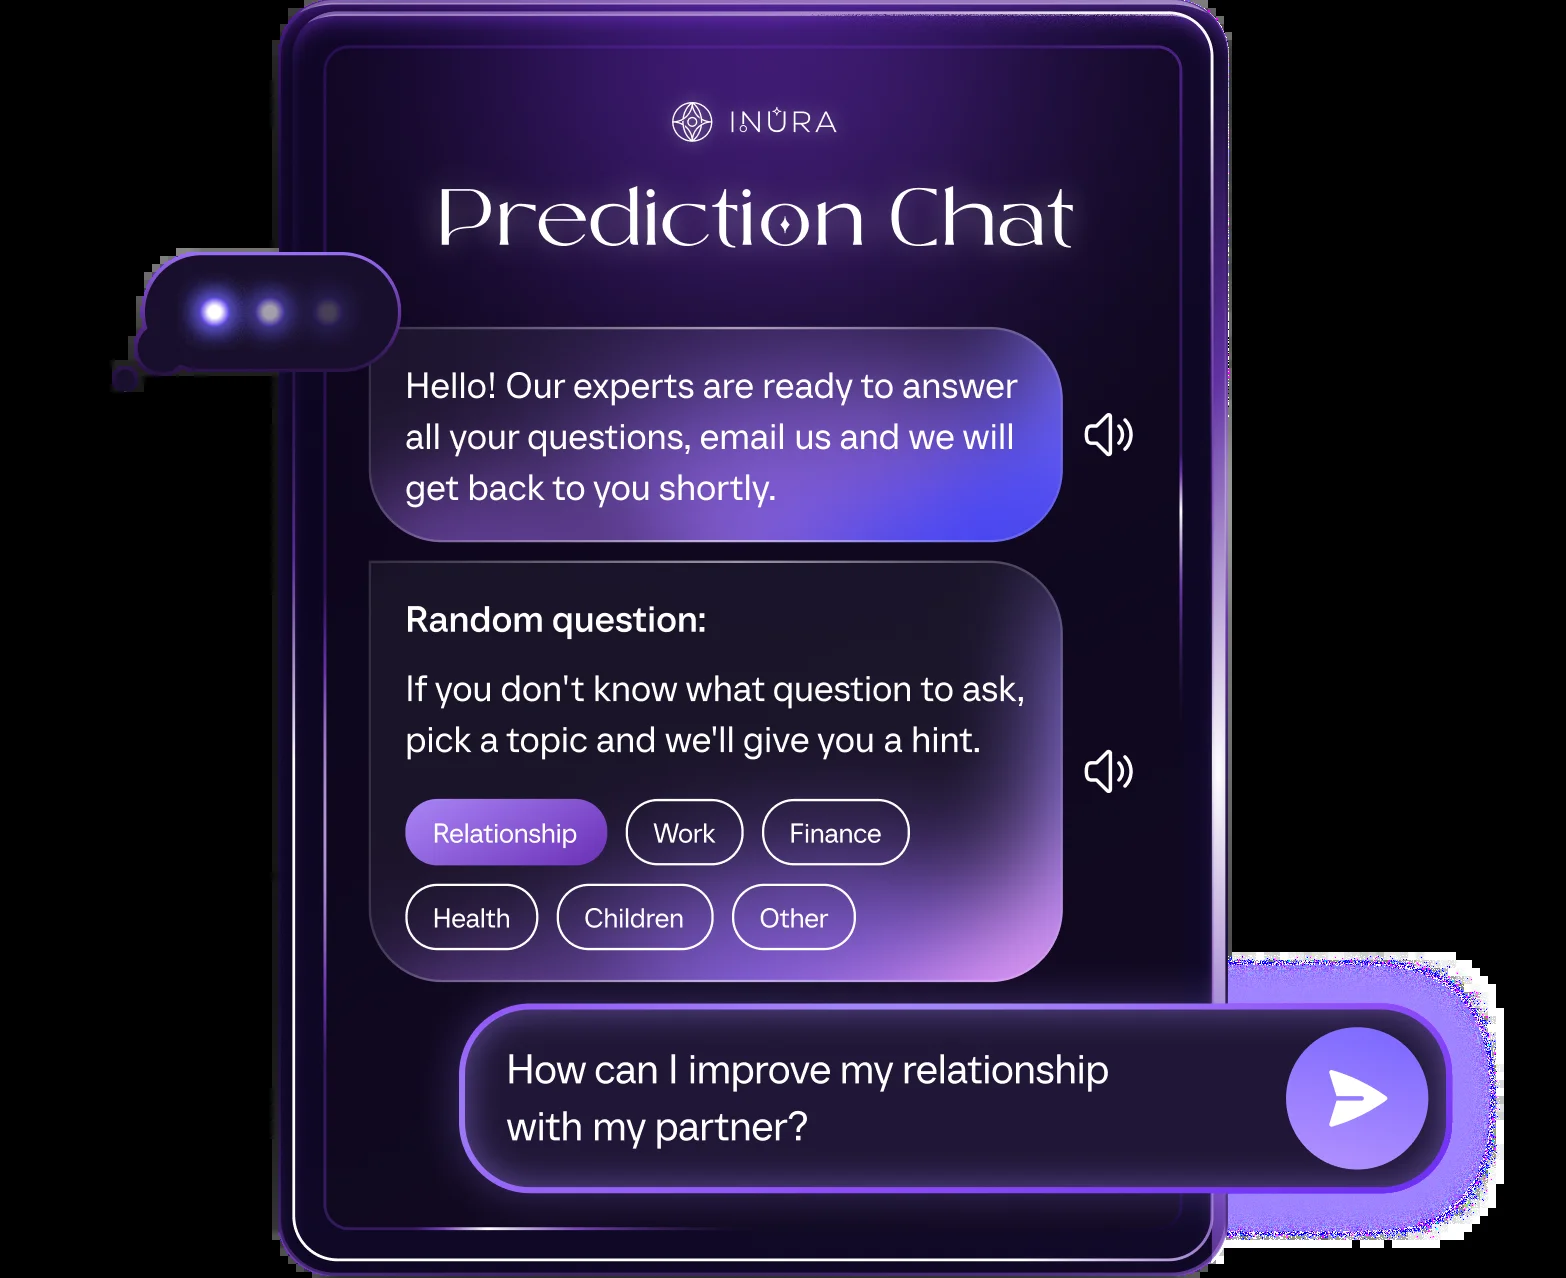 INURA
Prediction Chat
Hello! Our experts are ready to answer
all your questions, email us and we will
get back to you shortly.
Random question:
If you don't know what question to ask,
pick a topic and we'll give you a hint.
Relationship Work Finance
Health Children Other
How can I improve my relationship
with my partner?